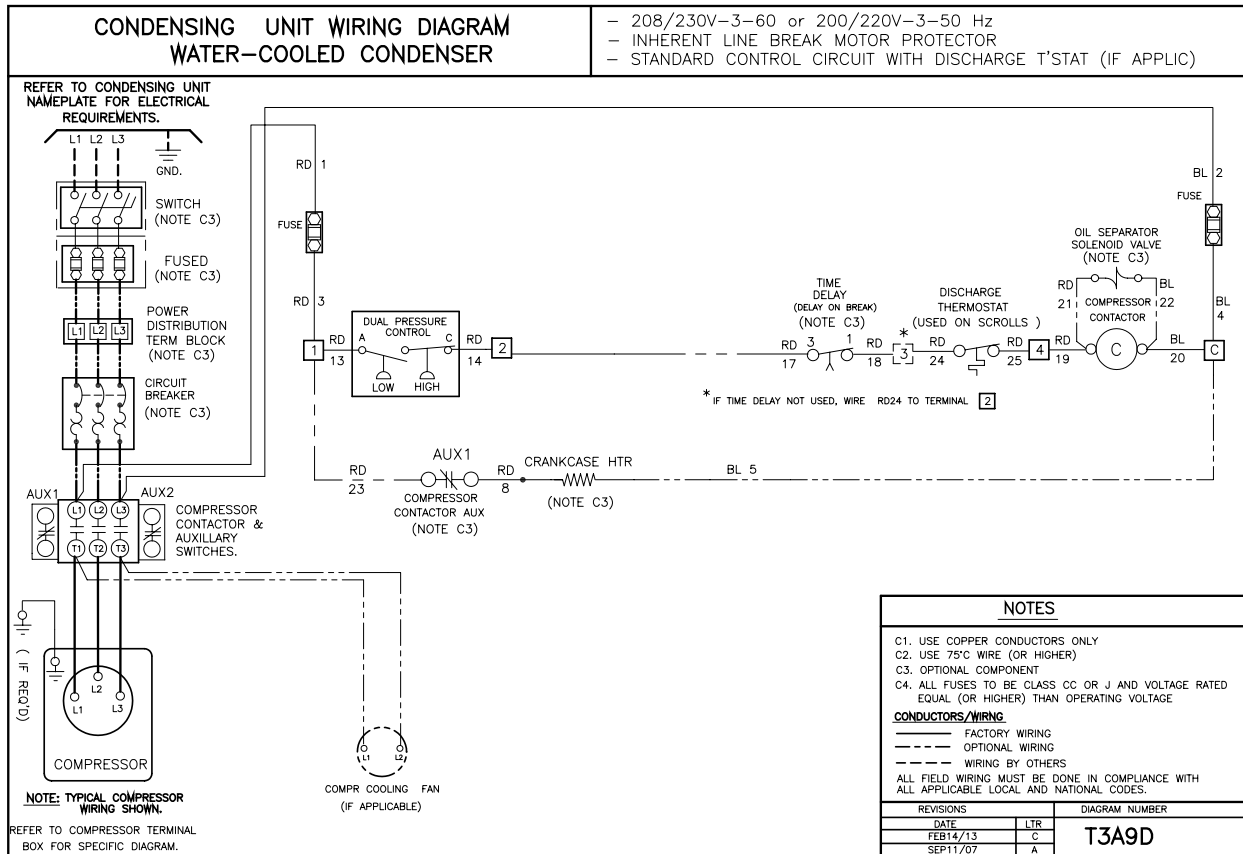 CONDENSING UNIT WIRING DIAGRAM
WATER-COOLED CONDENSER
- 208/230V-3-60 or 200/220V-3-50 Hz
- INHERENT LINE BREAK MOTOR PROTECTOR
- STANDARD CONTROL CIRCUIT WITH DISCHARGE T'STAT (IF APPLIC)
REFER TO CONDENSING UNIT
NAMEPLATE FOR ELECTRICAL
REQUIREMENTS.
L1 L2 L3
GND.
SWITCH
(NOTE C3)
FUSED
(NOTE C3)
POWER
DISTRIBUTION
TERM BLOCK
(NOTE C3)
L1 L2 L3
CIRCUIT
BREAKER
(NOTE C3)
AUX1
AUX2
L1 L2 L3
T1 T2 T3
COMPRESSOR
CONTACTOR &
AUXILLARY
SWITCHES.
( IF REQ'D)
L1
L2
L3
COMPRESSOR
NOTE: TYPICAL COMPRESSOR
WIRING SHOWN.
REFER TO COMPRESSOR TERMINAL
BOX FOR SPECIFIC DIAGRAM.
L1 L2
COMPR COOLING FAN
(IF APPLICABLE)
RD 1
FUSE
RD 3
1
RD
13
DUAL PRESSURE
CONTROL
A
C
LOW
HIGH
RD
14
2
TIME
DELAY
(DELAY ON BREAK)
(NOTE C3)
RD
17
3 1
RD
18
*
3
DISCHARGE
THERMOSTAT
(USED ON SCROLLS )
RD
24
RD
25
4
RD
19
OIL SEPARATOR
SOLENOID VALVE
(NOTE C3)
RD
21
BL
22
COMPRESSOR
CONTACTOR
C
BL
20
C
BL 2
FUSE
BL
4
* IF TIME DELAY NOT USED, WIRE RD24 TO TERMINAL 2
RD
23
AUX1
COMPRESSOR
CONTACTOR AUX
(NOTE C3)
RD
8
CRANKCASE HTR
(NOTE C3)
BL 5
NOTES
C1. USE COPPER CONDUCTORS ONLY
C2. USE 75°C WIRE (OR HIGHER)
C3. OPTIONAL COMPONENT
C4. ALL FUSES TO BE CLASS CC OR J AND VOLTAGE RATED
EQUAL (OR HIGHER) THAN OPERATING VOLTAGE
CONDUCTORS/WIRNG
FACTORY WIRING
OPTIONAL WIRING
WIRING BY OTHERS
ALL FIELD WIRING MUST BE DONE IN COMPLIANCE WITH
ALL APPLICABLE LOCAL AND NATIONAL CODES.
REVISIONS
DIAGRAM NUMBER
DATE LTR
FEB14/13 C
SEP11/07 A
T3A9D